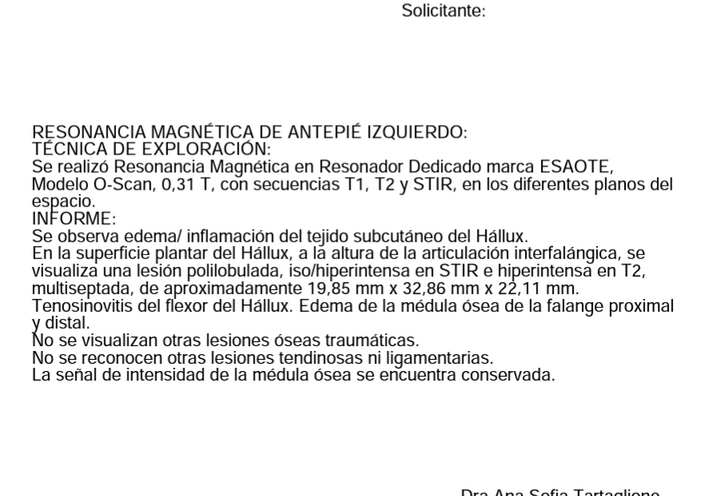 Solicitante:
RESONANCIA MAGNÉTICA DE ANTEPIÉ IZQUIERDO:
TÉCNICA DE EXPLORACIÓN:
Se realizó Resonancia Magnética en Resonador Dedicado marca ESAOTE,
Modelo O-Scan, 0,31 T, con secuencias T1, T2 y STIR, en los diferentes planos del
espacio.
INFORME:
Se observa edema/ inflamación del tejido subcutáneo del Hállux.
En la superficie plantar del Hállux, a la altura de la articulación interfalángica, se
visualiza una lesión polilobulada, iso/hiperintensa en STIR e hiperintensa en T2,
multiseptada, de aproximadamente 19,85 mm x 32,86 mm x 22,11 mm.
Tenosinovitis del flexor del Hállux. Edema de la médula ósea de la falange proximal
y distal.
No se visualizan otras lesiones óseas traumáticas.
No se reconocen otras lesiones tendinosas ni ligamentarias.
La señal de intensidad de la médula ósea se encuentra conservada.
Dra Ana Sofia Tartaglione